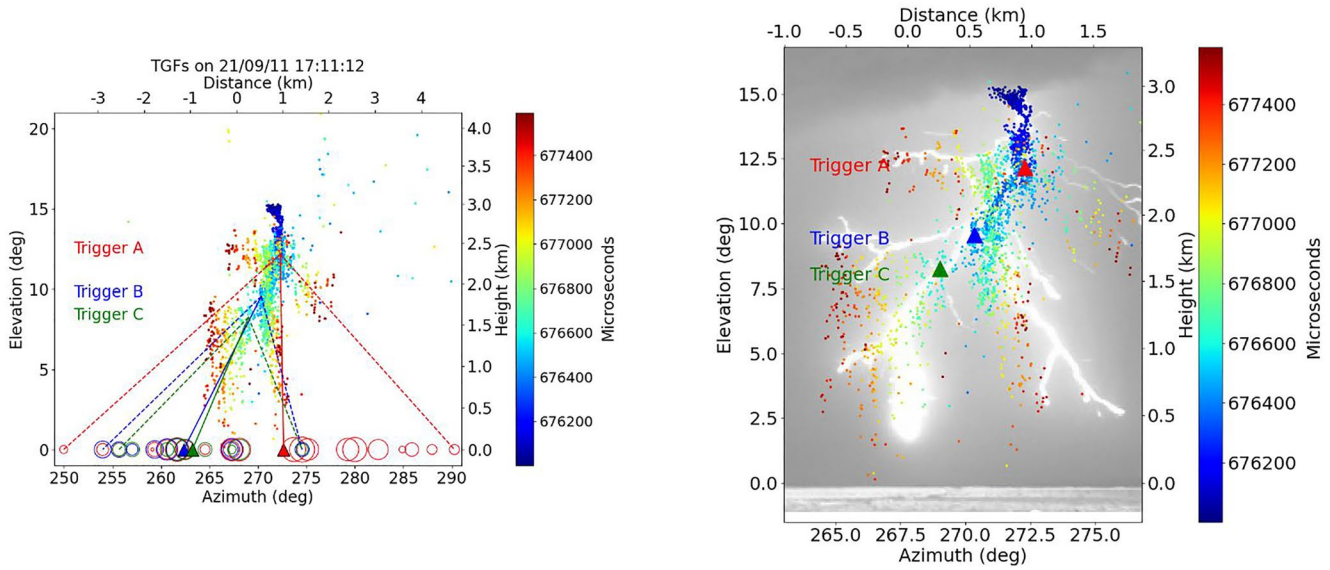 TGFs on 21/09/11 17:11:12
Distance (km)
-3 -2 -1 0 1 2 3 4
20
15
10
5
0
Elevation (deg)
Trigger A
Trigger B
Trigger C
4.0
3.5
3.0
2.5
2.0
1.5
1.0
0.5
0.0
Height (km)
677400
677200
677000
676800
676600
676400
676200
Microseconds
250 255 260 265 270 275 280 285 290
Azimuth (deg)
Distance (km)
-1.0 -0.5 0.0 0.5 1.0 1.5
15.0
12.5
10.0
7.5
5.0
2.5
0.0
Elevation (deg)
Trigger A
Trigger B
Trigger C
3.0
2.5
2.0
1.5
1.0
0.5
0.0
Height (km)
677400
677200
677000
676800
676600
676400
676200
Microseconds
265.0 267.5 270.0 272.5 275.0
Azimuth (deg)